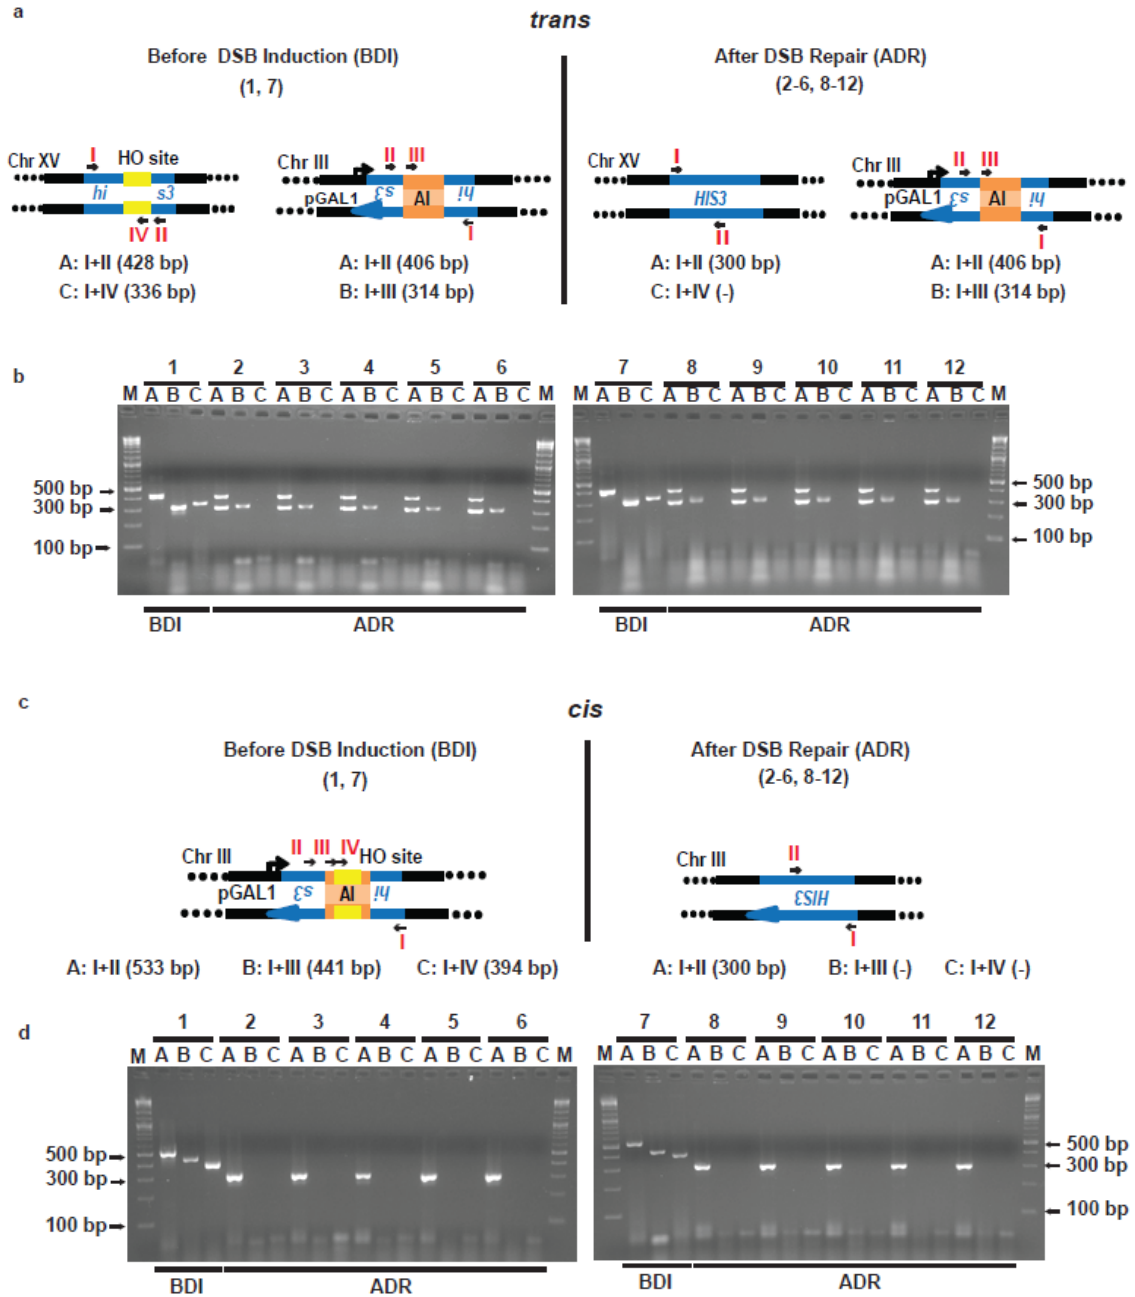 a
trans
Before DSB Induction (BDI)
(1, 7)
After DSB Repair (ADR)
(2-6, 8-12)
Chr XV
I
HO site
hi
s3
IV
II
A: I+II (428 bp)
C: I+IV (336 bp)
Chr III
II
III
pGAL1
s3
AI
hi
I
A: I+II (406 bp)
B: I+III (314 bp)
Chr XV
I
HIS3
II
A: I+II (300 bp)
C: I+IV (-)
Chr III
II
III
pGAL1
s3
AI
hi
I
A: I+II (406 bp)
B: I+III (314 bp)
b
1 2 3 4 5 6
M A B C A B C A B C A B C A B C A B C M
500 bp
300 bp
100 bp
BDI
ADR
7 8 9 10 11 12
M A B C A B C A B C A B C A B C A B C M
500 bp
300 bp
100 bp
BDI
ADR
c
cis
Before DSB Induction (BDI)
(1, 7)
After DSB Repair (ADR)
(2-6, 8-12)
Chr III
II
III
IV
HO site
pGAL1
s3
AI
hi
I
A: I+II (533 bp)
B: I+III (441 bp)
C: I+IV (394 bp)
Chr III
II
HIS3
I
A: I+II (300 bp)
B: I+III (-)
C: I+IV (-)
d
1 2 3 4 5 6
M A B C A B C A B C A B C A B C A B C M
500 bp
300 bp
100 bp
BDI
ADR
7 8 9 10 11 12
M A B C A B C A B C A B C A B C A B C M
500 bp
300 bp
100 bp
BDI
ADR